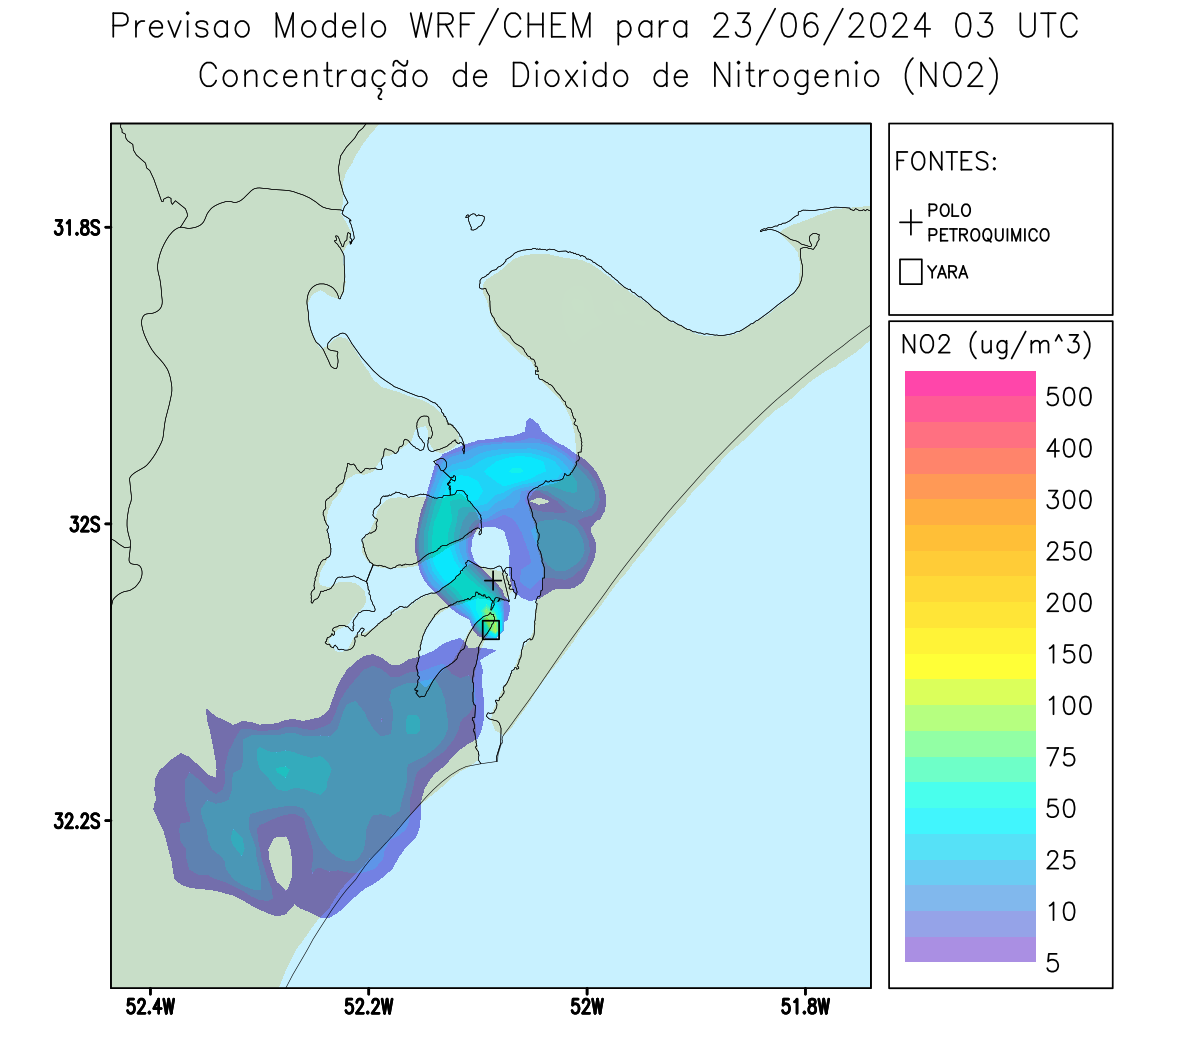 Previsao Modelo WRF/CHEM para 23/06/2024 03 UTC
Concentração de Dioxido de Nitrogenio (NO2)
FONTES:
POLO
PETROQUIMICO
YARA
NO2 (ug/m^3)
500
400
300
250
200
150
100
75
50
25
10
5
31.8S
32S
32.2S
52.4W
52.2W
52W
51.8W